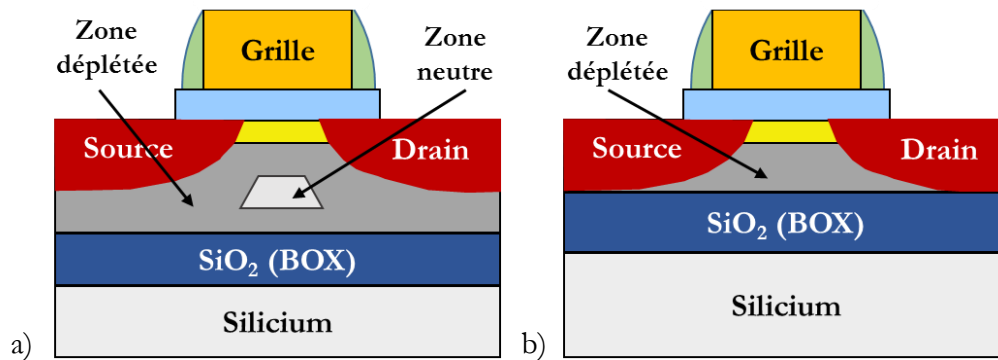 Zone
déplétée
Grille
Zone
neutre
Source
Drain
SiO₂ (BOX)
Silicium
a)
Zone
déplétée
Grille
Source
Drain
SiO₂ (BOX)
Silicium
b)